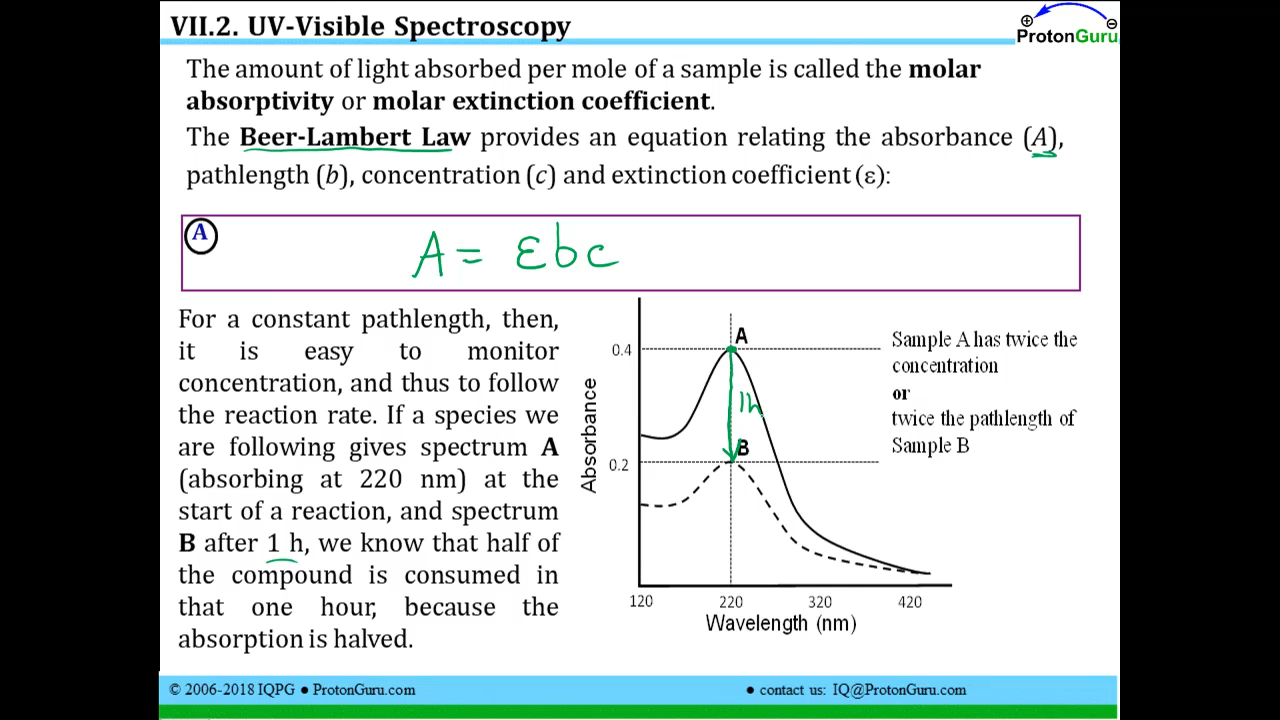 VII.2. UV-Visible Spectroscopy
⊕ ⊖
ProtonGuru
The amount of light absorbed per mole of a sample is called the molar
absorptivity or molar extinction coefficient.
The Beer-Lambert Law provides an equation relating the absorbance (A),
pathlength (b), concentration (c) and extinction coefficient (ε):
A
A = εbc
For a constant pathlength, then,
it is easy to monitor
concentration, and thus to follow
the reaction rate. If a species we
are following gives spectrum A
(absorbing at 220 nm) at the
start of a reaction, and spectrum
B after 1 h, we know that half of
the compound is consumed in
that one hour, because the
absorption is halved.
A
0.4
1h
B
0.2
Absorbance
120 220 320 420
Wavelength (nm)
Sample A has twice the
concentration
or
twice the pathlength of
Sample B
© 2006-2018 IQPG ● ProtonGuru.com
● contact us: IQ@ProtonGuru.com